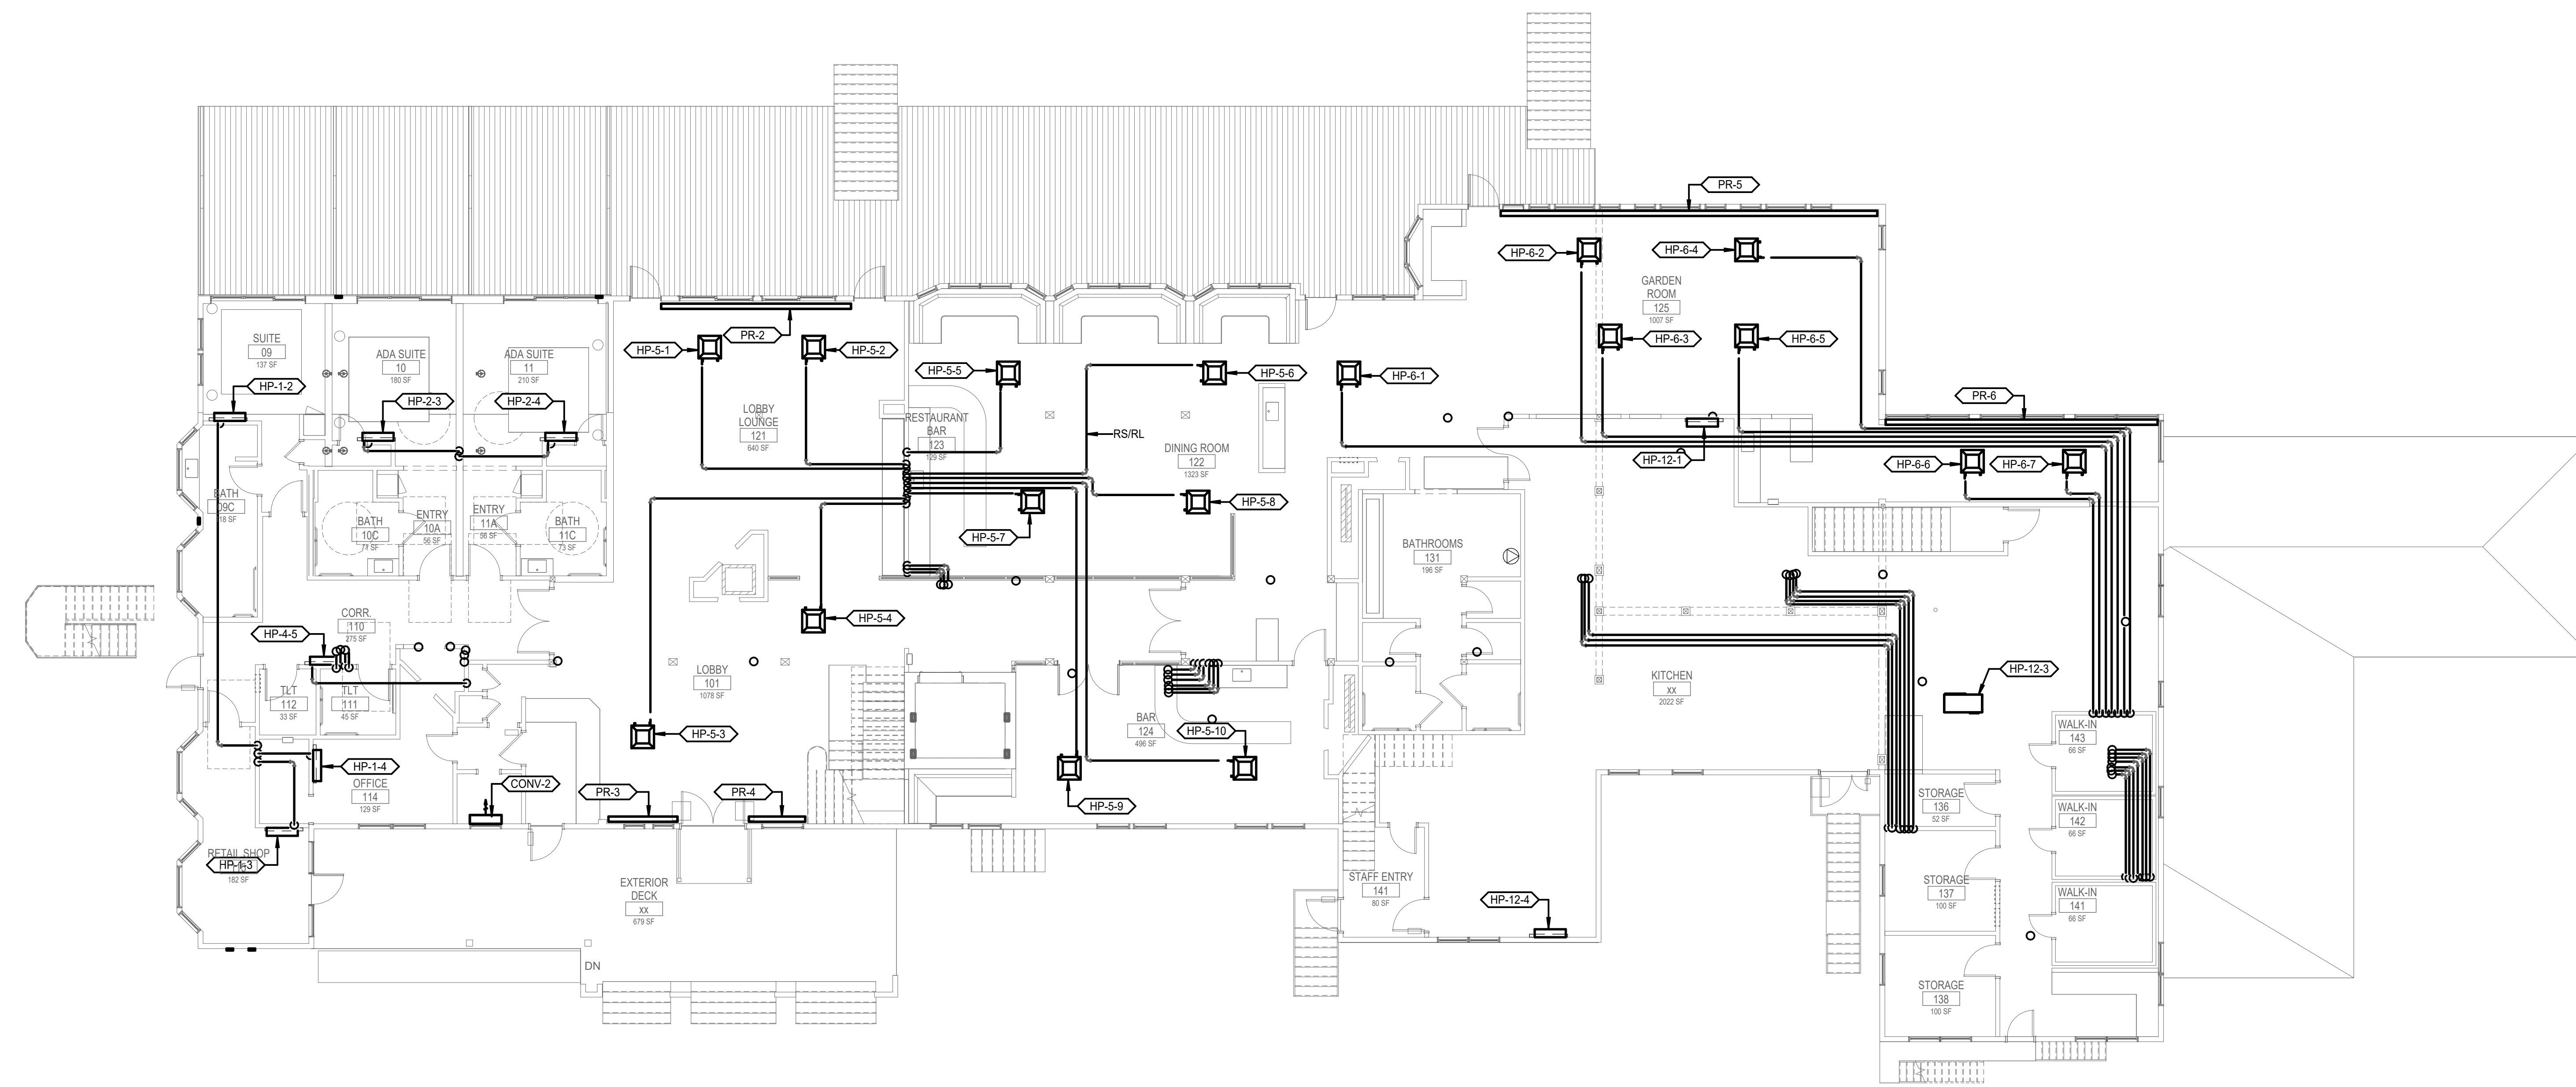 PR-5
HP-6-2
HP-6-4
GARDEN
ROOM
125
1007 SF
HP-6-3
HP-6-5
PR-2
HP-5-1
HP-5-2
SUITE
09
137 SF
ADA SUITE
10
180 SF
ADA SUITE
11
210 SF
HP-1-2
HP-2-3
HP-2-4
HP-5-5
HP-5-6
HP-6-1
PR-6
LOBBY
LOUNGE
121
640 SF
RESTAURANT
BAR
123
129 SF
RS/RL
DINING ROOM
122
1323 SF
HP-12-1
HP-6-6
HP-6-7
BATH
09C
18 SF
BATH
10C
ENTRY
10A
56 SF
ENTRY
11A
56 SF
BATH
11C
73 SF
HP-5-8
HP-5-7
BATHROOMS
131
196 SF
CORR.
110
275 SF
HP-4-5
HP-5-4
TLT
112
33 SF
TLT
111
45 SF
LOBBY
101
1078 SF
KITCHEN
xx
2022 SF
HP-12-3
HP-5-3
BAR
124
496 SF
HP-5-10
WALK-IN
143
66 SF
HP-1-4
OFFICE
114
129 SF
CONV-2
PR-3
PR-4
HP-5-9
STORAGE
136
52 SF
WALK-IN
142
66 SF
RETAIL SHOP
HP-1-3
182 SF
EXTERIOR
DECK
xx
679 SF
STAFF ENTRY
141
80 SF
HP-12-4
STORAGE
137
100 SF
WALK-IN
141
66 SF
DN
STORAGE
138
100 SF